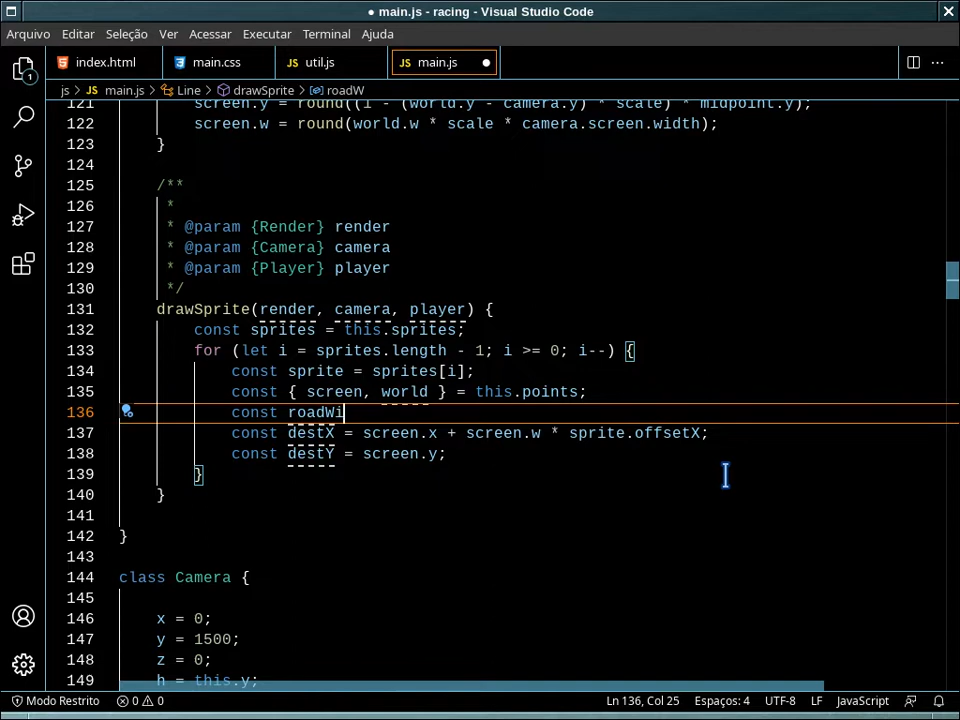 ● main.js - racing - Visual Studio Code
Arquivo Editar Seleção Ver Acessar Executar Terminal Ajuda
index.html main.css JS util.js JS main.js ●
js > JS main.js > Line > drawSprite > roadW
121 screen.y = round((1 - (world.y - camera.y) * scale) * midpoint.y);
122 screen.w = round(world.w * scale * camera.screen.width);
123 }
124
125 /**
126 *
127 * @param {Render} render
128 * @param {Camera} camera
129 * @param {Player} player
130 */
131 drawSprite(render, camera, player) {
132 const sprites = this.sprites;
133 for (let i = sprites.length - 1; i >= 0; i--) {
134 const sprite = sprites[i];
135 const { screen, world } = this.points;
136 const roadWi
137 const destX = screen.x + screen.w * sprite.offsetX;
138 const destY = screen.y;
139 }
140 }
141
142 }
143
144 class Camera {
145
146 x = 0;
147 y = 1500;
148 z = 0;
149 h = this.y;
1
Modo Restrito 0 0 Ln 136, Col 25 Espaços: 4 UTF-8 LF JavaScript